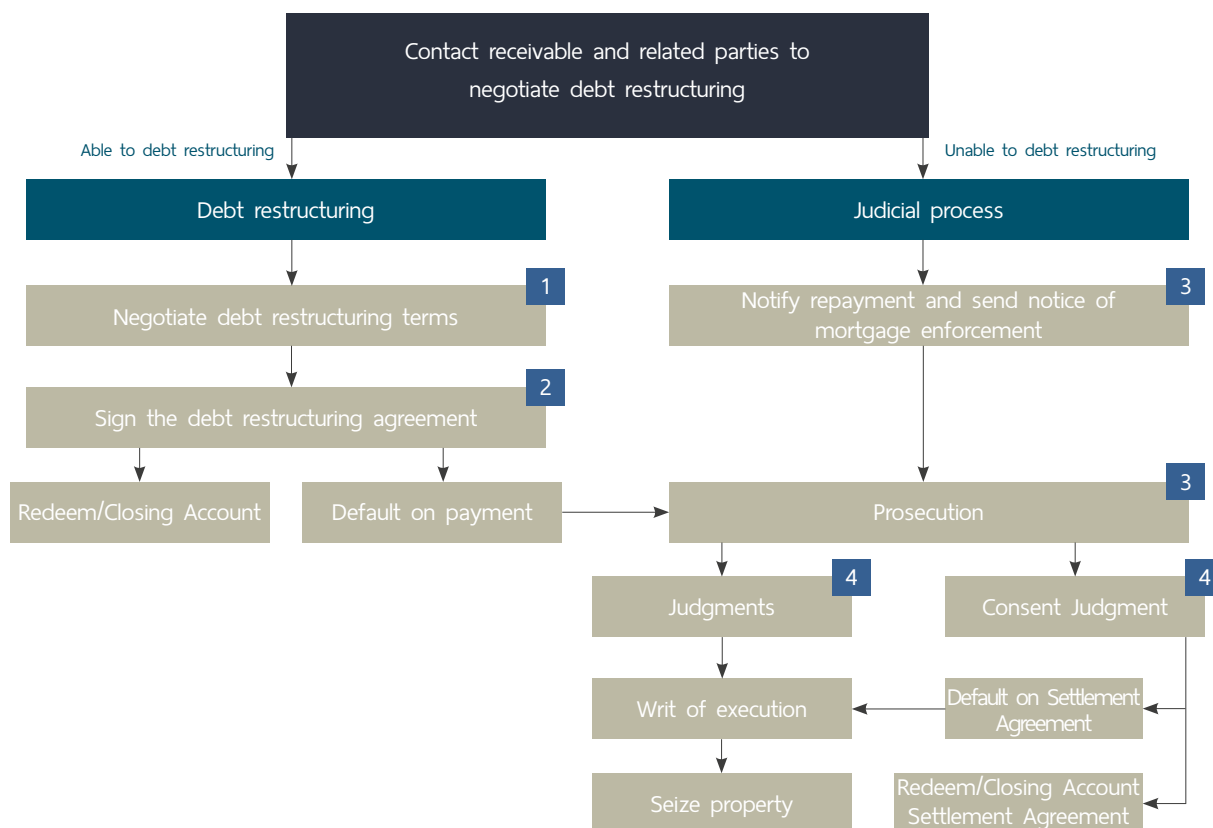 Contact receivable and related parties to
negotiate debt restructuring
Able to debt restructuring
Unable to debt restructuring
Debt restructuring
Judicial process
1
Negotiate debt restructuring terms
3
Notify repayment and send notice of
mortgage enforcement
2
Sign the debt restructuring agreement
Redeem/Closing Account
Default on payment
3
Prosecution
4
Judgments
4
Consent Judgment
Writ of execution
Default on Settlement
Agreement
Seize property
Redeem/Closing Account
Settlement Agreement